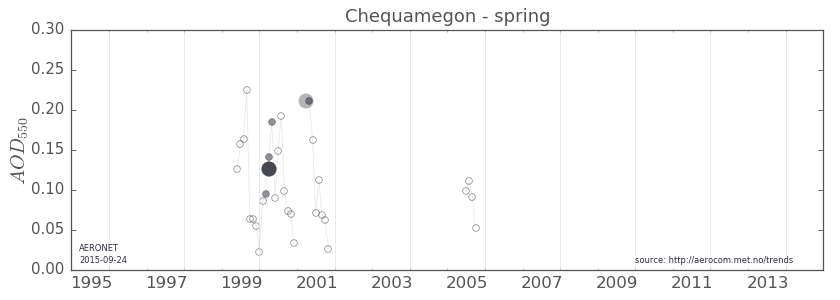 Chequamegon - spring
0.30
0.25
0.20
0.15
0.10
0.05
0.00
AOD550
AERONET
2015-09-24
source: http://aerocom.met.no/trends
1995 1997 1999 2001 2003 2005 2007 2009 2011 2013